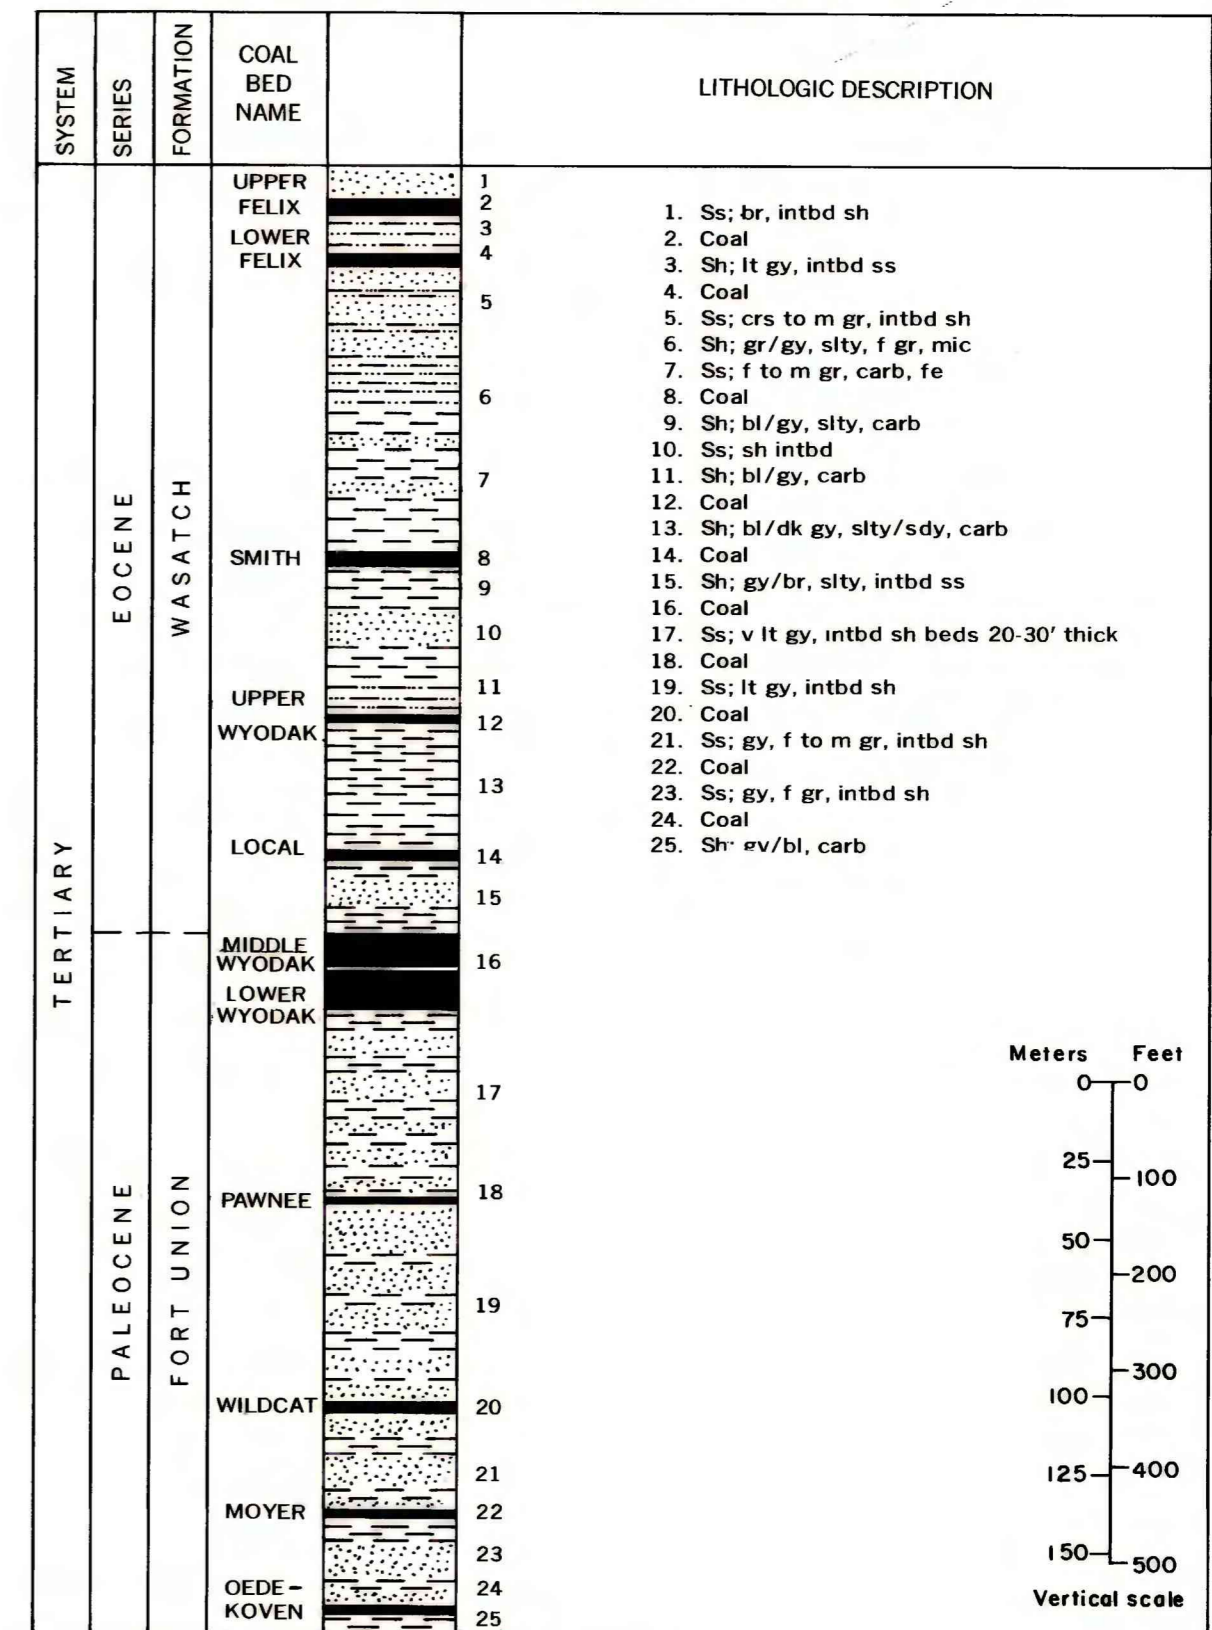 SYSTEM
SERIES
FORMATION
COAL
BED
NAME
LITHOLOGIC DESCRIPTION
TERTIARY
EOCENE
PALEOCENE
WASATCH
FORT UNION
UPPER
FELIX
LOWER
FELIX
SMITH
UPPER
WYODAK
LOCAL
MIDDLE
WYODAK
LOWER
WYODAK
PAWNEE
WILDCAT
MOYER
OEDE-
KOVEN
1
2
3
4
5
6
7
8
9
10
11
12
13
14
15
16
17
18
19
20
21
22
23
24
25
1. Ss; br, intbd sh
2. Coal
3. Sh; lt gy, intbd ss
4. Coal
5. Ss; crs to m gr, intbd sh
6. Sh; gr/gy, slty, f gr, mic
7. Ss; f to m gr, carb, fe
8. Coal
9. Sh; bl/gy, slty, carb
10. Ss; sh intbd
11. Sh; bl/gy, carb
12. Coal
13. Sh; bl/dk gy, slty/sdy, carb
14. Coal
15. Sh; gy/br, slty, intbd ss
16. Coal
17. Ss; v lt gy, intbd sh beds 20-30' thick
18. Coal
19. Ss; lt gy, intbd sh
20. Coal
21. Ss; gy, f to m gr, intbd sh
22. Coal
23. Ss; gy, f gr, intbd sh
24. Coal
25. Sh; gy/bl, carb
Meters Feet
0 0
25
100
50
200
75
300
100
125 400
150 500
Vertical scale